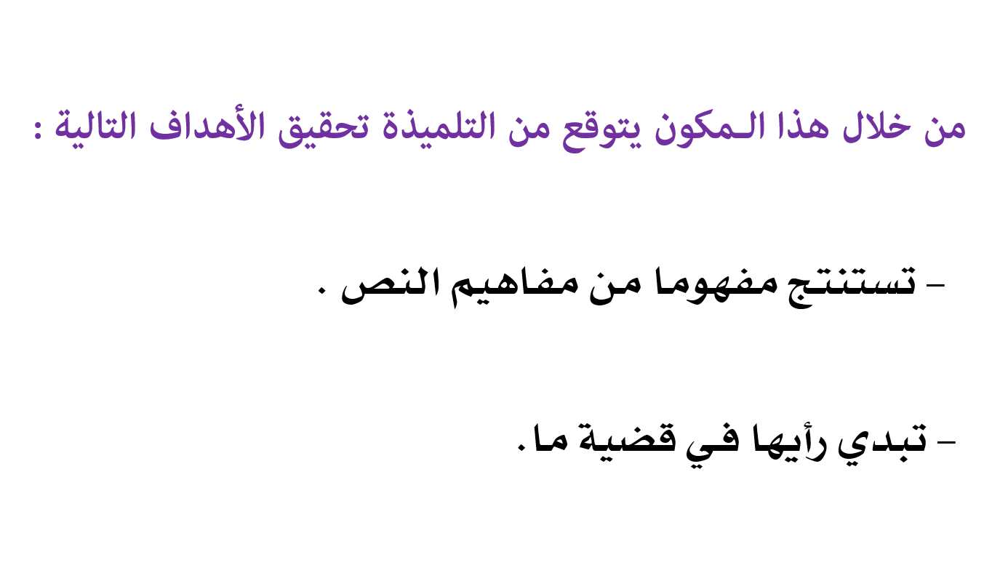 من خلال هذا الـمكون يتوقع من التلميذة تحقيق الأهداف التالية :
– تستنتج مفهوما من مفاهيم النص .
– تبدي رأيها في قضية ما.